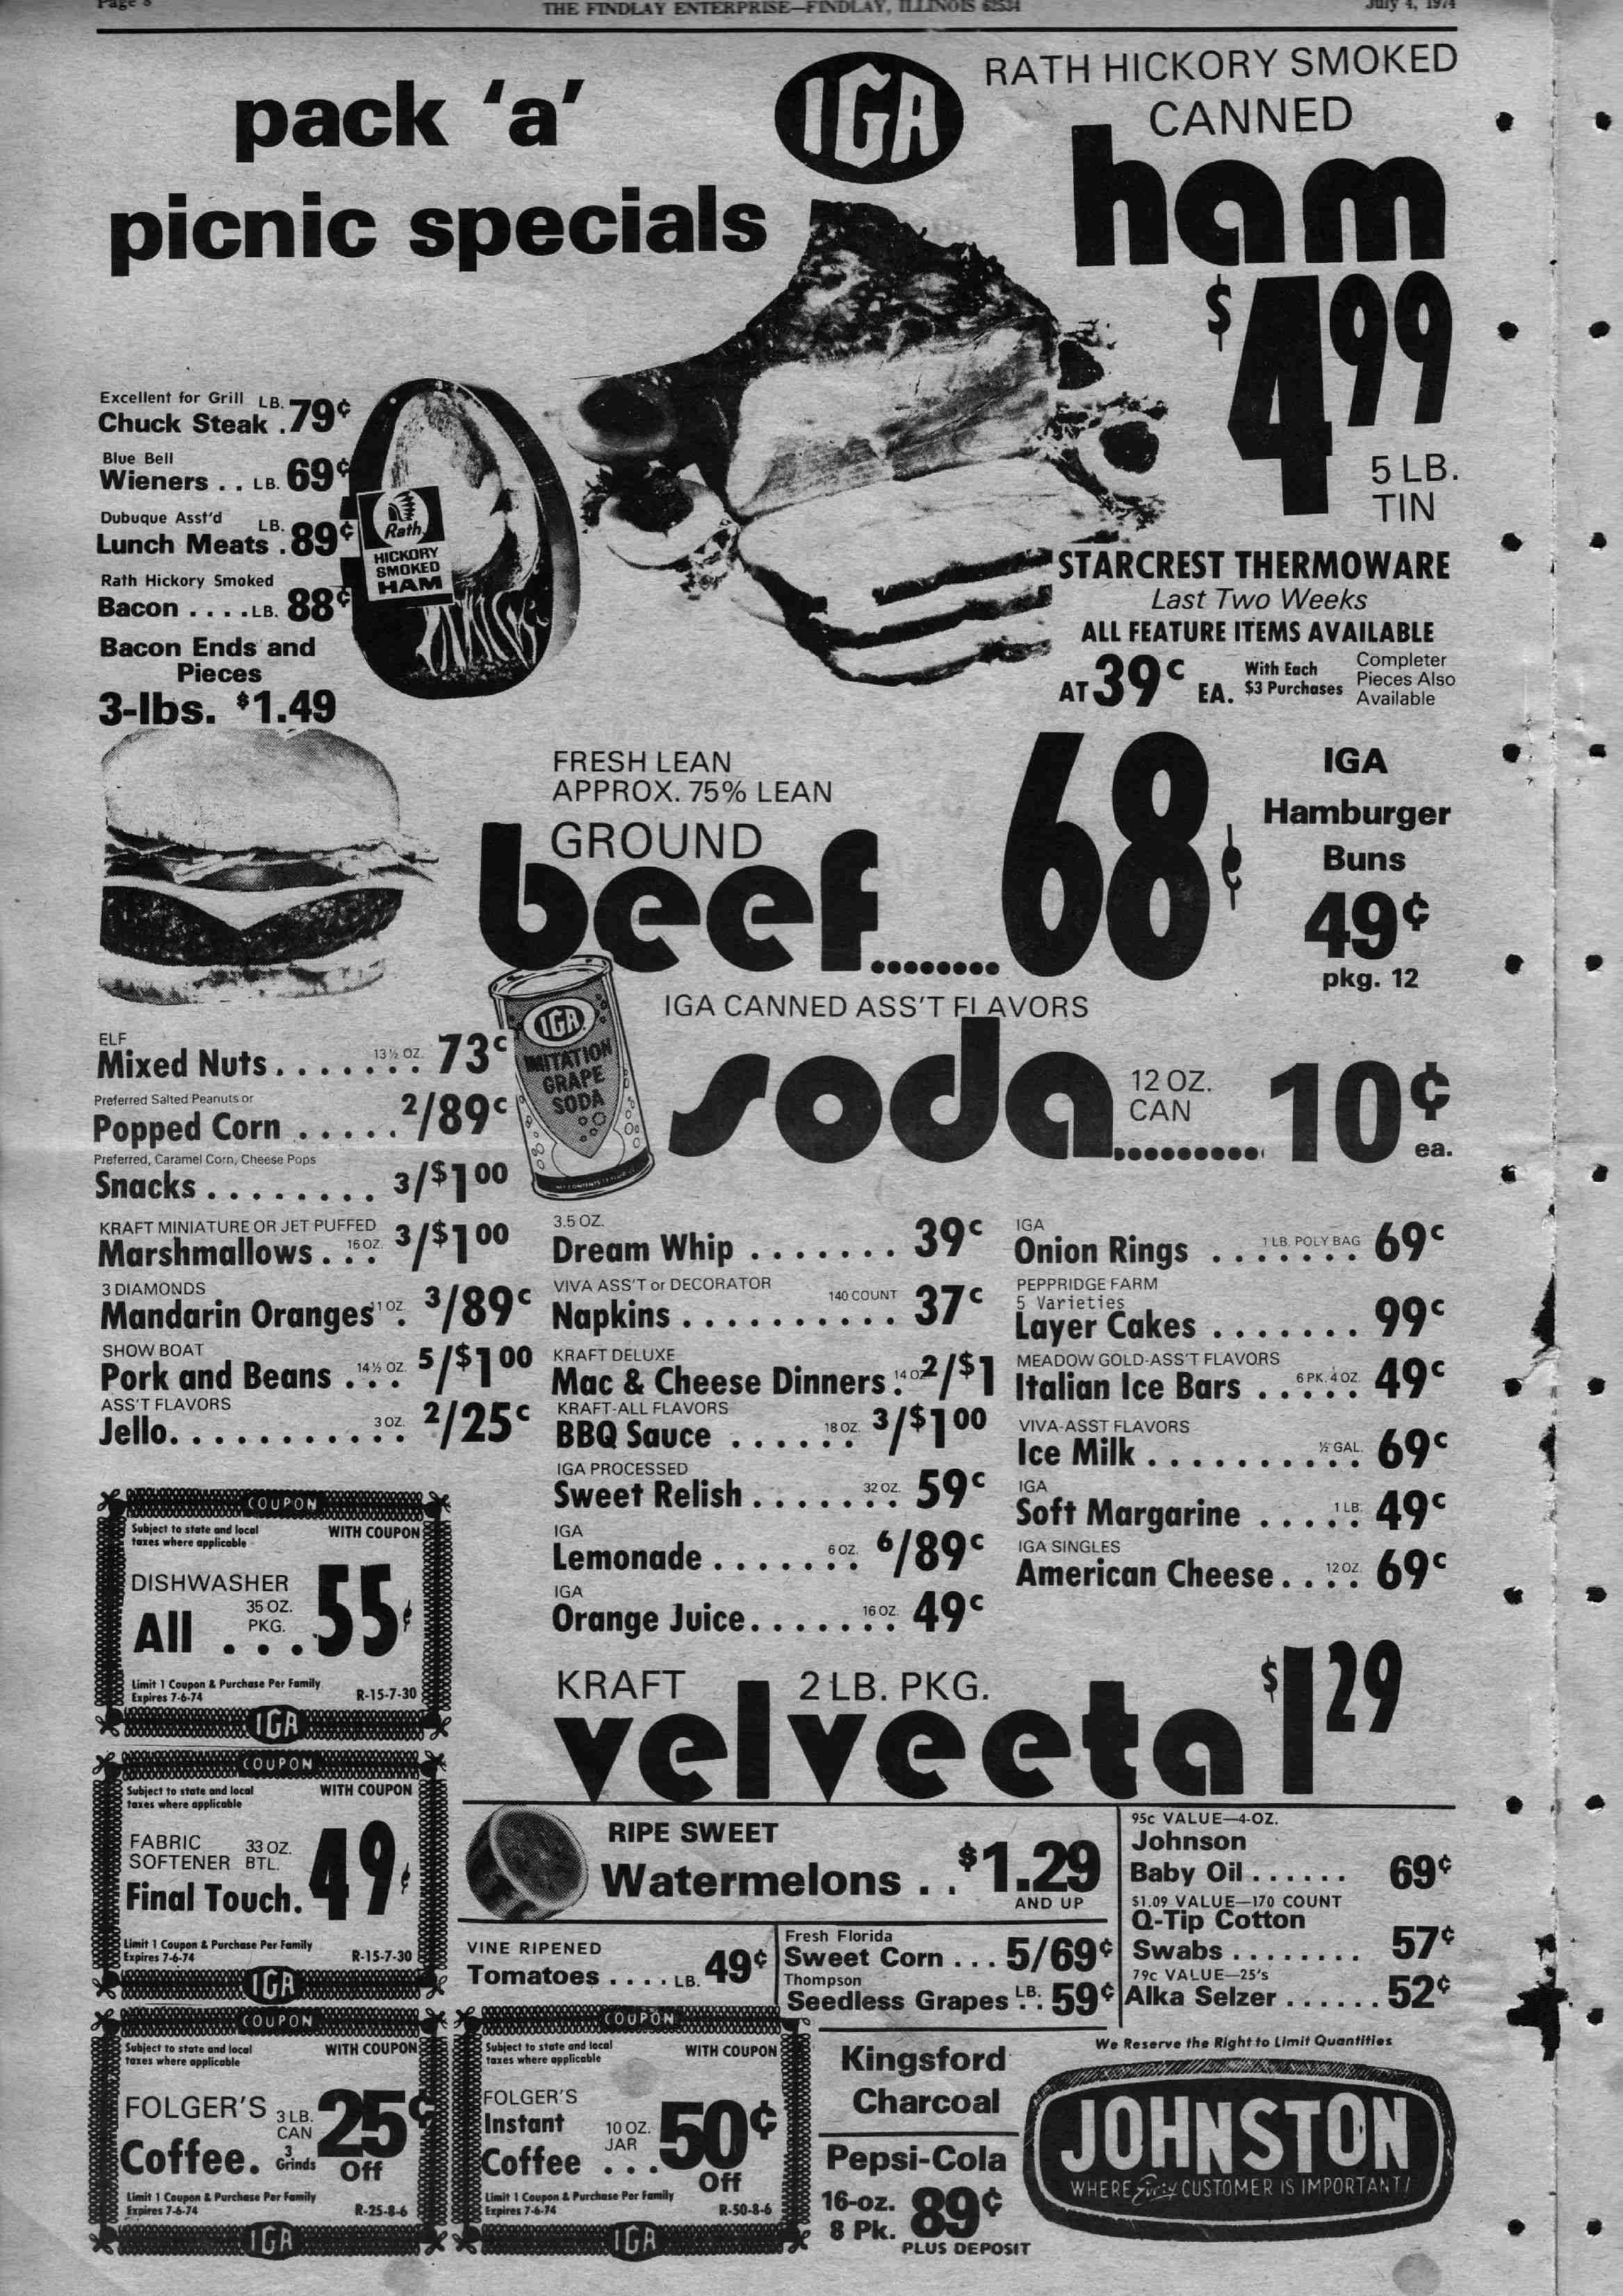 Page 8
THE FINDLAY ENTERPRISE—FINDLAY, ILLINOIS 62534
July 4, 1974
pack 'a'
picnic specials
IGA
RATH HICKORY SMOKED
CANNED
ham
$4.99
5 LB.
TIN
Excellent for Grill LB.
Chuck Steak . 79¢
Blue Bell
Wieners . . LB. 69¢
Dubuque Asst'd LB.
Lunch Meats . 89¢
Rath Hickory Smoked
Bacon . . . . LB. 88¢
Bacon Ends and
Pieces
3-lbs. $1.49
Rath
HICKORY
SMOKED
HAM
STARCREST THERMOWARE
Last Two Weeks
ALL FEATURE ITEMS AVAILABLE
AT 39c EA. With Each
$3 Purchases
Completer
Pieces Also
Available
FRESH LEAN
APPROX. 75% LEAN
GROUND
beef........ 68¢
IGA
Hamburger
Buns
49¢
pkg. 12
IGA
IMITATION
GRAPE
SODA
IGA CANNED ASS'T FLAVORS
soda 12 OZ.
CAN .......... 10¢
ea.
ELF
Mixed Nuts . . . . . . . 13½ OZ. 73c
Preferred Salted Peanuts or
Popped Corn . . . . . 2/89c
Preferred, Caramel Corn, Cheese Pops
Snacks . . . . . . . . 3/$1 00
KRAFT MINIATURE OR JET PUFFED
Marshmallows . . . 16 OZ. 3/$1 00
3 DIAMONDS
Mandarin Oranges 11 OZ. . 3/89c
SHOW BOAT
Pork and Beans . . . 14½ OZ. 5/$1 00
ASS'T FLAVORS
Jello. . . . . . . . . . . 3 OZ. 2/25c
3.5 OZ.
Dream Whip . . . . . . . 39c
VIVA ASS'T or DECORATOR
Napkins . . . . . . . . . . 140 COUNT 37c
KRAFT DELUXE
Mac & Cheese Dinners . 14 OZ. 2/$1
KRAFT-ALL FLAVORS
BBQ Sauce . . . . . . 18 OZ. 3/$1 00
IGA PROCESSED
Sweet Relish . . . . . . . 32 OZ. 59c
IGA
Lemonade . . . . . . . 6 OZ. 6/89c
IGA
Orange Juice. . . . . . . 16 OZ. 49c
IGA
Onion Rings . . . . . . . 1 LB. POLY BAG 69c
PEPPRIDGE FARM
5 Varieties
Layer Cakes . . . . . . . 99c
MEADOW GOLD-ASS'T FLAVORS
Italian Ice Bars . . . . . 6 PK. 4 OZ. 49c
VIVA-ASST FLAVORS
Ice Milk . . . . . . . . . . ½ GAL. 69c
IGA
Soft Margarine . . . . . 1 LB. 49c
IGA SINGLES
American Cheese. . . . 12 OZ. 69c
KRAFT 2 LB. PKG.
velveeta $1 29
COUPON
Subject to state and local
taxes where applicable
WITH COUPON
DISHWASHER
All . . . 35 OZ.
PKG. 55¢
Limit 1 Coupon & Purchase Per Family
Expires 7-6-74 R-15-7-30
IGA
COUPON
Subject to state and local
taxes where applicable
WITH COUPON
FABRIC
SOFTENER 33 OZ.
BTL.
Final Touch. 49¢
Limit 1 Coupon & Purchase Per Family
Expires 7-6-74 R-15-7-30
IGA
RIPE SWEET
Watermelons . . $1.29
AND UP
95c VALUE—4-OZ.
Johnson
Baby Oil . . . . . . 69¢
$1.09 VALUE—170 COUNT
Q-Tip Cotton
Swabs . . . . . . . . 57¢
79c VALUE—25's
Alka Selzer . . . . . . 52¢
VINE RIPENED
Tomatoes . . . . LB. 49¢
Fresh Florida
Sweet Corn . . . 5/69¢
Thompson
Seedless Grapes LB. . . 59¢
COUPON
Subject to state and local
taxes where applicable
WITH COUPON
FOLGER'S 3 LB.
CAN
Coffee. 3
Grinds
25¢
Off
Limit 1 Coupon & Purchase Per Family
Expires 7-6-74 R-25-8-6
IGA
COUPON
Subject to state and local
taxes where applicable
WITH COUPON
FOLGER'S
Instant
Coffee . . . 10 OZ.
JAR
50¢
Off
Limit 1 Coupon & Purchase Per Family
Expires 7-6-74 R-50-8-6
IGA
Kingsford
Charcoal
Pepsi-Cola
16-oz.
8 Pk. 89¢
PLUS DEPOSIT
We Reserve the Right to Limit Quantities
JOHNSTON
WHERE Every CUSTOMER IS IMPORTANT!